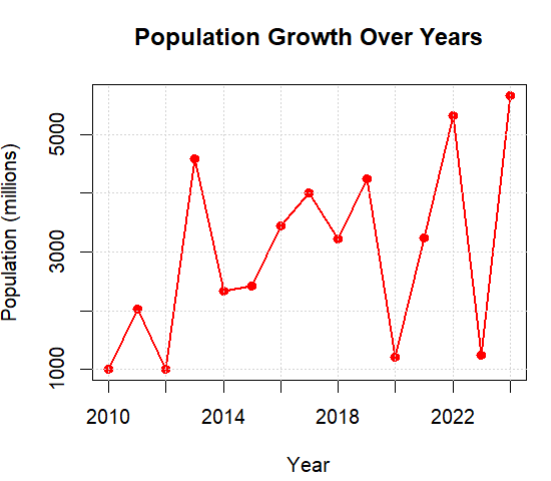 Population Growth Over Years
Population (millions)
5000
3000
1000
2010 2014 2018 2022
Year